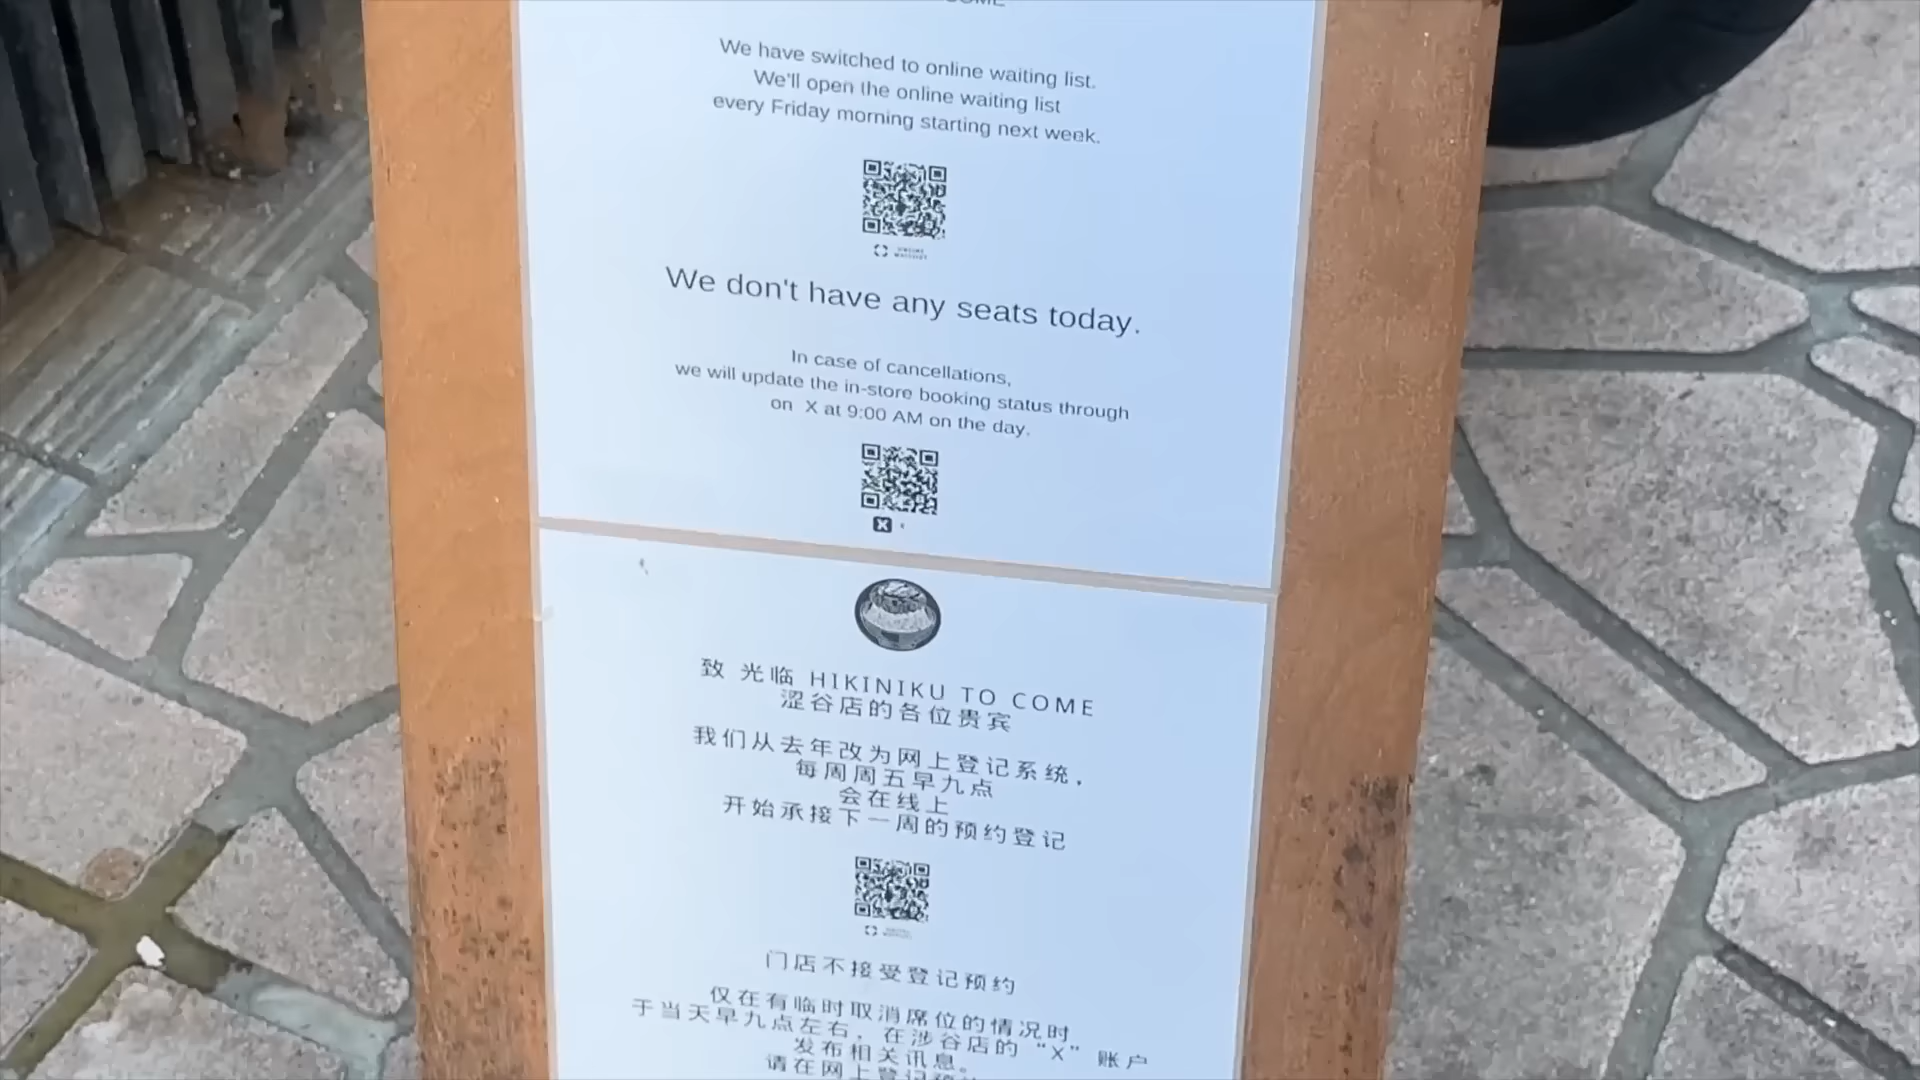 We have switched to online waiting list.
We'll open the online waiting list
every Friday morning starting next week.
We don't have any seats today.
In case of cancellations,
we will update the in-store booking status through
on X at 9:00 AM on the day.
X
致 光临 HIKINIKU TO COME
涩谷店的各位贵宾
我们从去年改为网上登记系统，
每周周五早九点
会在线上
开始承接下一周的预约登记
门店不接受登记预约
仅在有临时取消席位的情况时
于当天早九点左右，在涉谷店的 “X” 账户
发布相关讯息。
请在网上登记